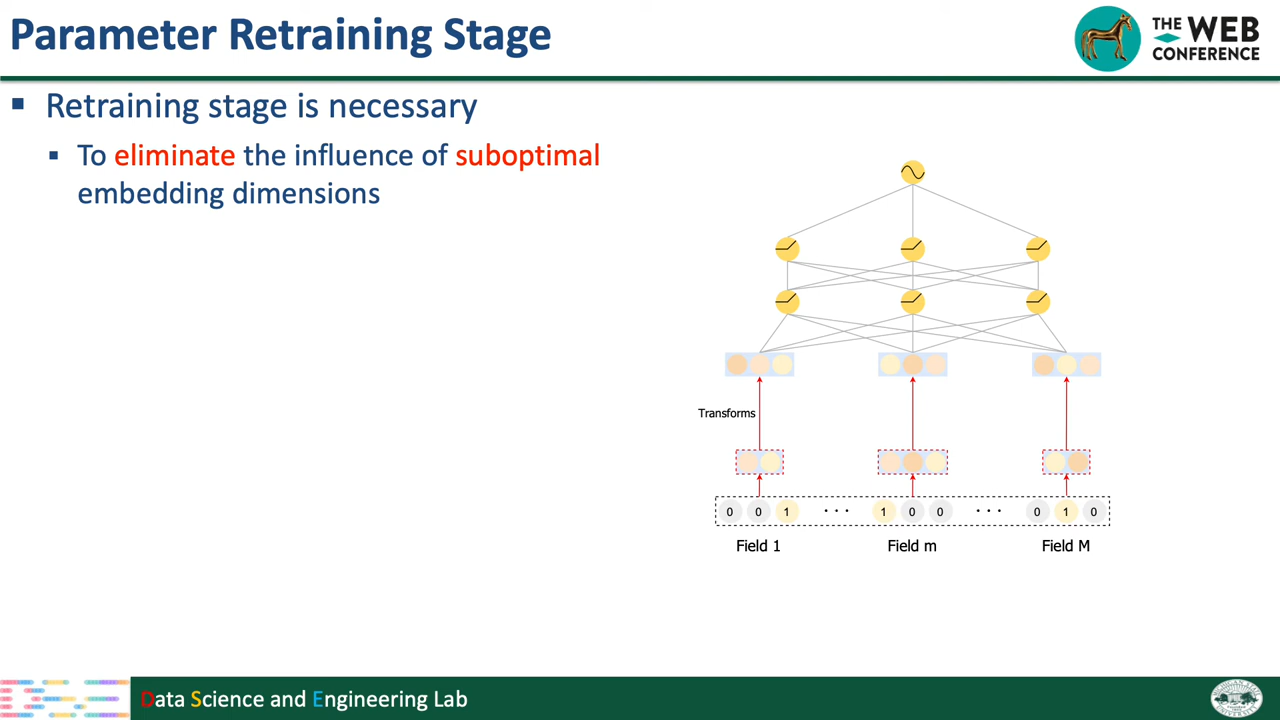 Parameter Retraining Stage
THE WEB
CONFERENCE
Retraining stage is necessary
To eliminate the influence of suboptimal
embedding dimensions
Transforms
0 0 1 · · · 1 0 0 · · · 0 1 0
Field 1 Field m Field M
Data Science and Engineering Lab